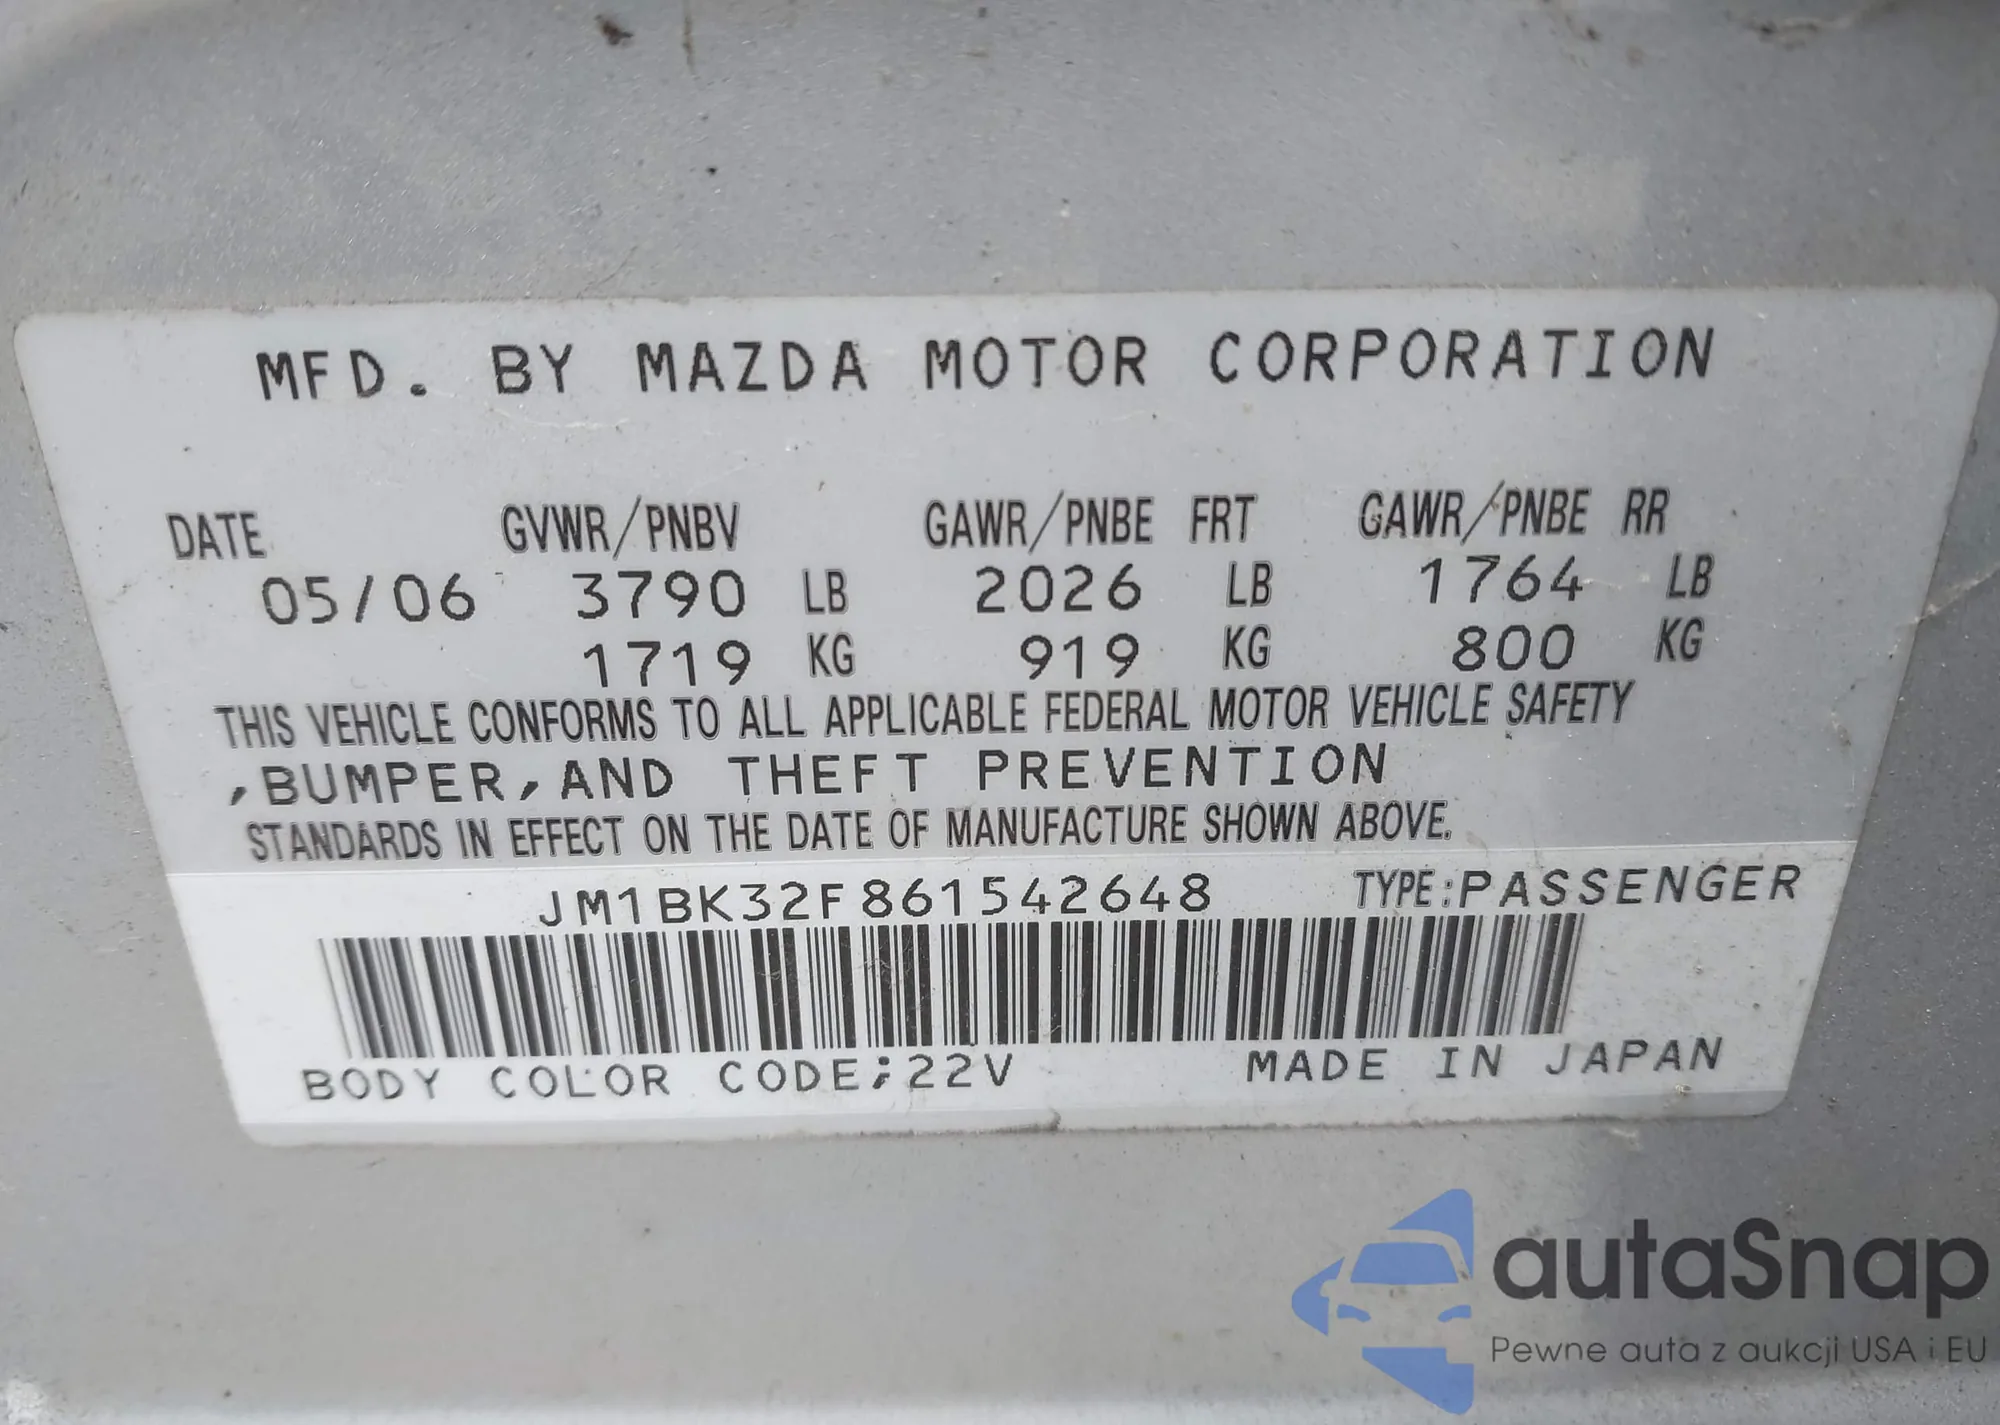 MFD. BY MAZDA MOTOR CORPORATION
DATE GVWR/PNBV GAWR/PNBE FRT GAWR/PNBE RR
05/06 3790 LB 2026 LB 1764 LB
1719 KG 919 KG 800 KG
THIS VEHICLE CONFORMS TO ALL APPLICABLE FEDERAL MOTOR VEHICLE SAFETY
,BUMPER,AND THEFT PREVENTION
STANDARDS IN EFFECT ON THE DATE OF MANUFACTURE SHOWN ABOVE.
JM1BK32F861542648 TYPE:PASSENGER
BODY COLOR CODE;22V MADE IN JAPAN
autaSnap
Pewne auta z aukcji USA i EU